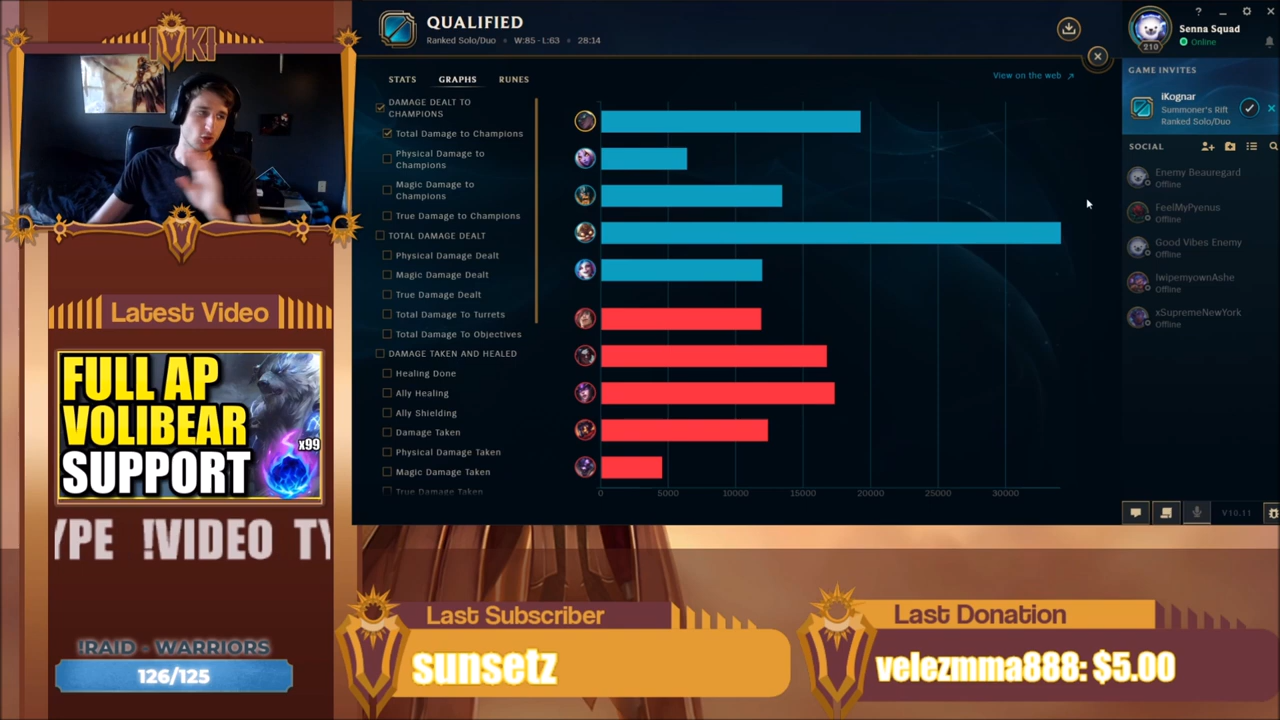 IVKI
QUALIFIED
Ranked Solo/Duo • W:85 - L:63 • 28:14
STATS GRAPHS RUNES
View on the web
DAMAGE DEALT TO
CHAMPIONS
Total Damage to Champions
Physical Damage to
Champions
Magic Damage to
Champions
True Damage to Champions
TOTAL DAMAGE DEALT
Physical Damage Dealt
Magic Damage Dealt
True Damage Dealt
Total Damage To Turrets
Total Damage To Objectives
DAMAGE TAKEN AND HEALED
Healing Done
Ally Healing
Ally Shielding
Damage Taken
Physical Damage Taken
Magic Damage Taken
True Damage Taken
0 5000 10000 15000 20000 25000 30000
210
Senna Squad
Online
GAME INVITES
iKognar
Summoner's Rift
Ranked Solo/Duo
SOCIAL
Enemy Beauregard
Offline
FeelMyPyenus
Offline
Good Vibes Enemy
Offline
IwipemyownAshe
Offline
xSupremeNewYork
Offline
V10.11
Latest Video
FULL AP
VOLIBEAR
SUPPORT
x99
YPE !VIDEO TY
!RAID - WARRIORS
126/125
Last Subscriber
sunsetz
Last Donation
velezmma888: $5.00